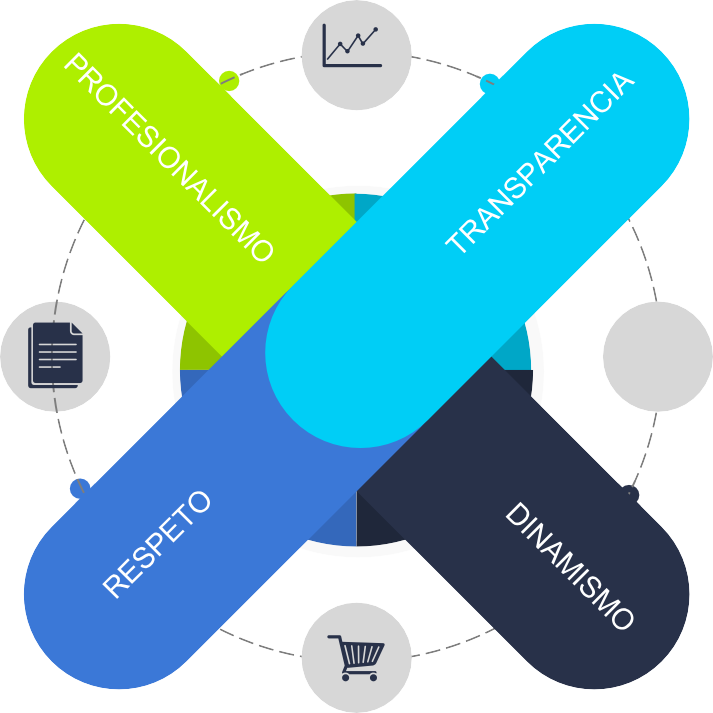 PROFESIONALISMO
TRANSPARENCIA
RESPETO
DINAMISMO